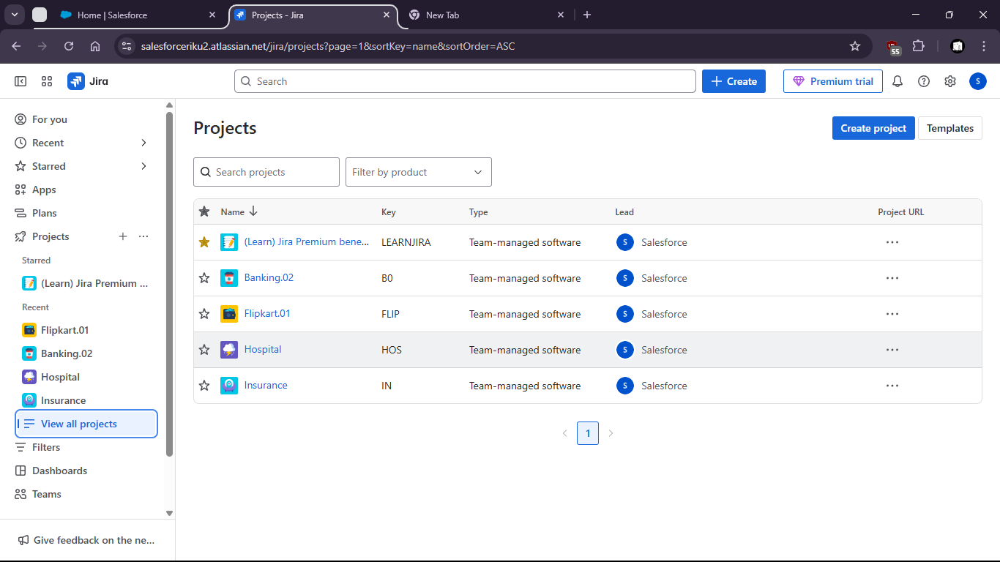 Home | Salesforce
Projects - Jira
New Tab
salesforceriku2.atlassian.net/jira/projects?page=1&sortKey=name&sortOrder=ASC
55
Jira
Search
Create
Premium trial
S
For you
Recent
Starred
Apps
Plans
Projects
Starred
(Learn) Jira Premium ...
Recent
Flipkart.01
Banking.02
Hospital
Insurance
View all projects
Filters
Dashboards
Teams
Give feedback on the ne...
Projects
Create project
Templates
Search projects
Filter by product
Name Key Type Lead Project URL
(Learn) Jira Premium bene... LEARNJIRA Team-managed software S Salesforce
Banking.02 B0 Team-managed software S Salesforce
Flipkart.01 FLIP Team-managed software S Salesforce
Hospital HOS Team-managed software S Salesforce
Insurance IN Team-managed software S Salesforce
1